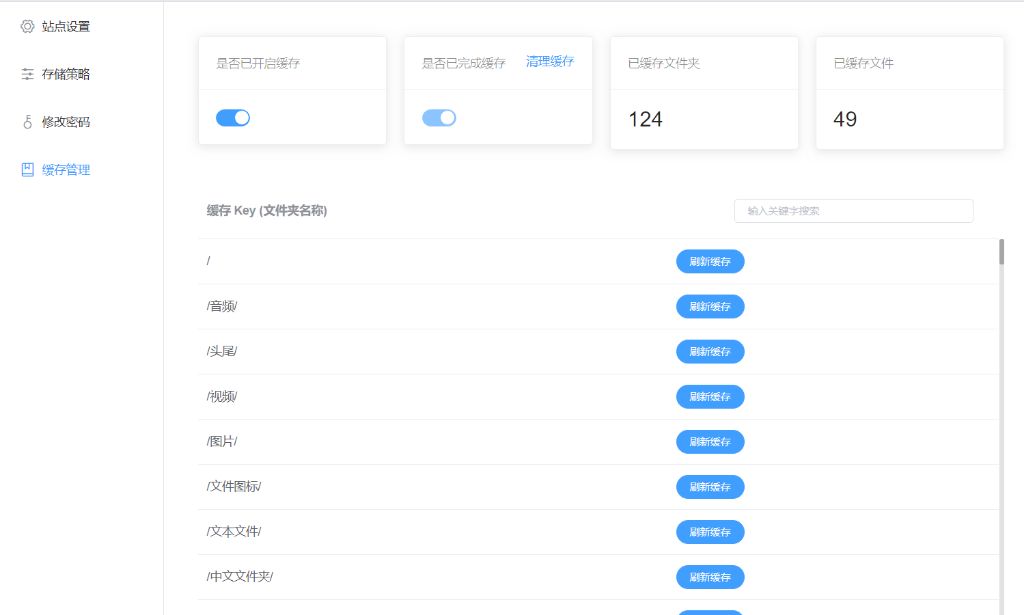 站点设置
存储策略
修改密码
缓存管理
是否已开启缓存
是否已完成缓存 清理缓存
已缓存文件夹
124
已缓存文件
49
缓存 Key (文件夹名称)
输入关键字搜索
/ 刷新缓存
/音频/ 刷新缓存
/头尾/ 刷新缓存
/视频/ 刷新缓存
/图片/ 刷新缓存
/文件图标/ 刷新缓存
/文本文件/ 刷新缓存
/中文文件夹/ 刷新缓存